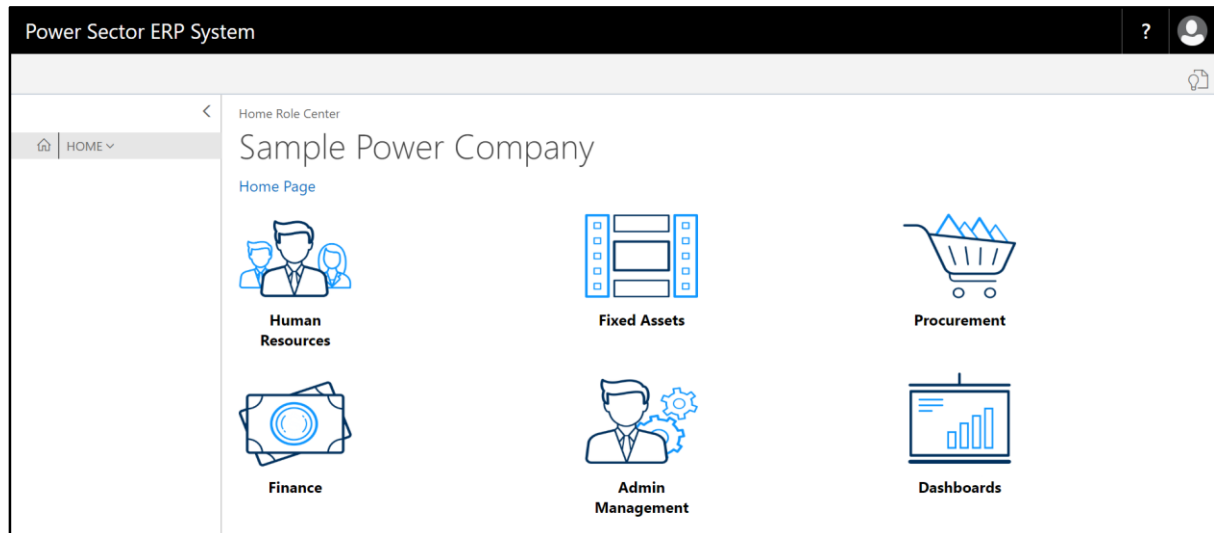 Power Sector ERP System
?
Home Role Center
HOME
Sample Power Company
Home Page
Human
Resources
Fixed Assets
Procurement
Finance
Admin
Management
Dashboards